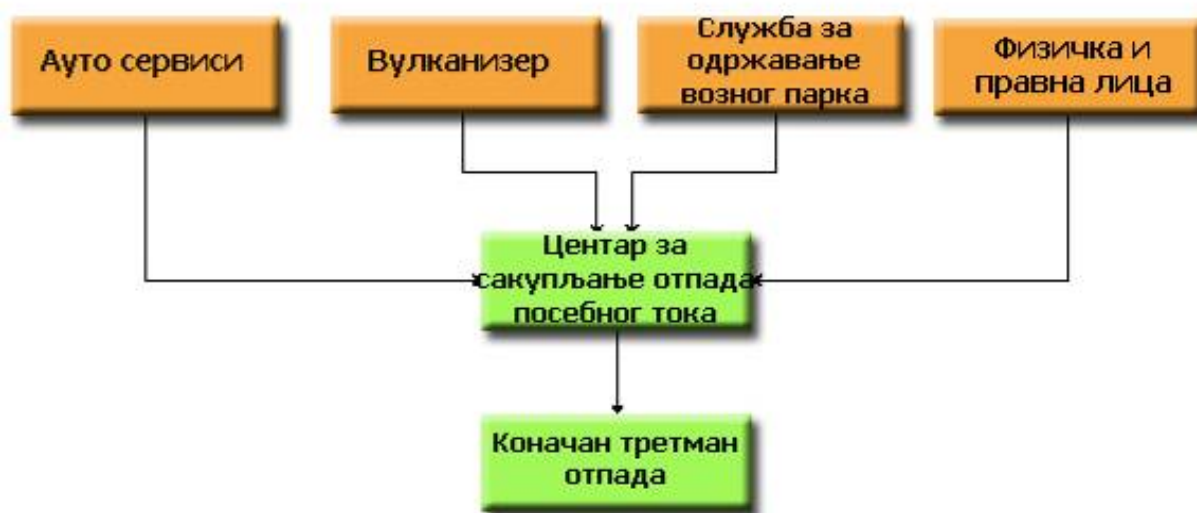 Ауто сервиси
Вулканизер
Служба за
одржавање
возног парка
Физичка и
правна лица
Центар за
сакупљање отпада
посебног тока
Коначан третман
отпада